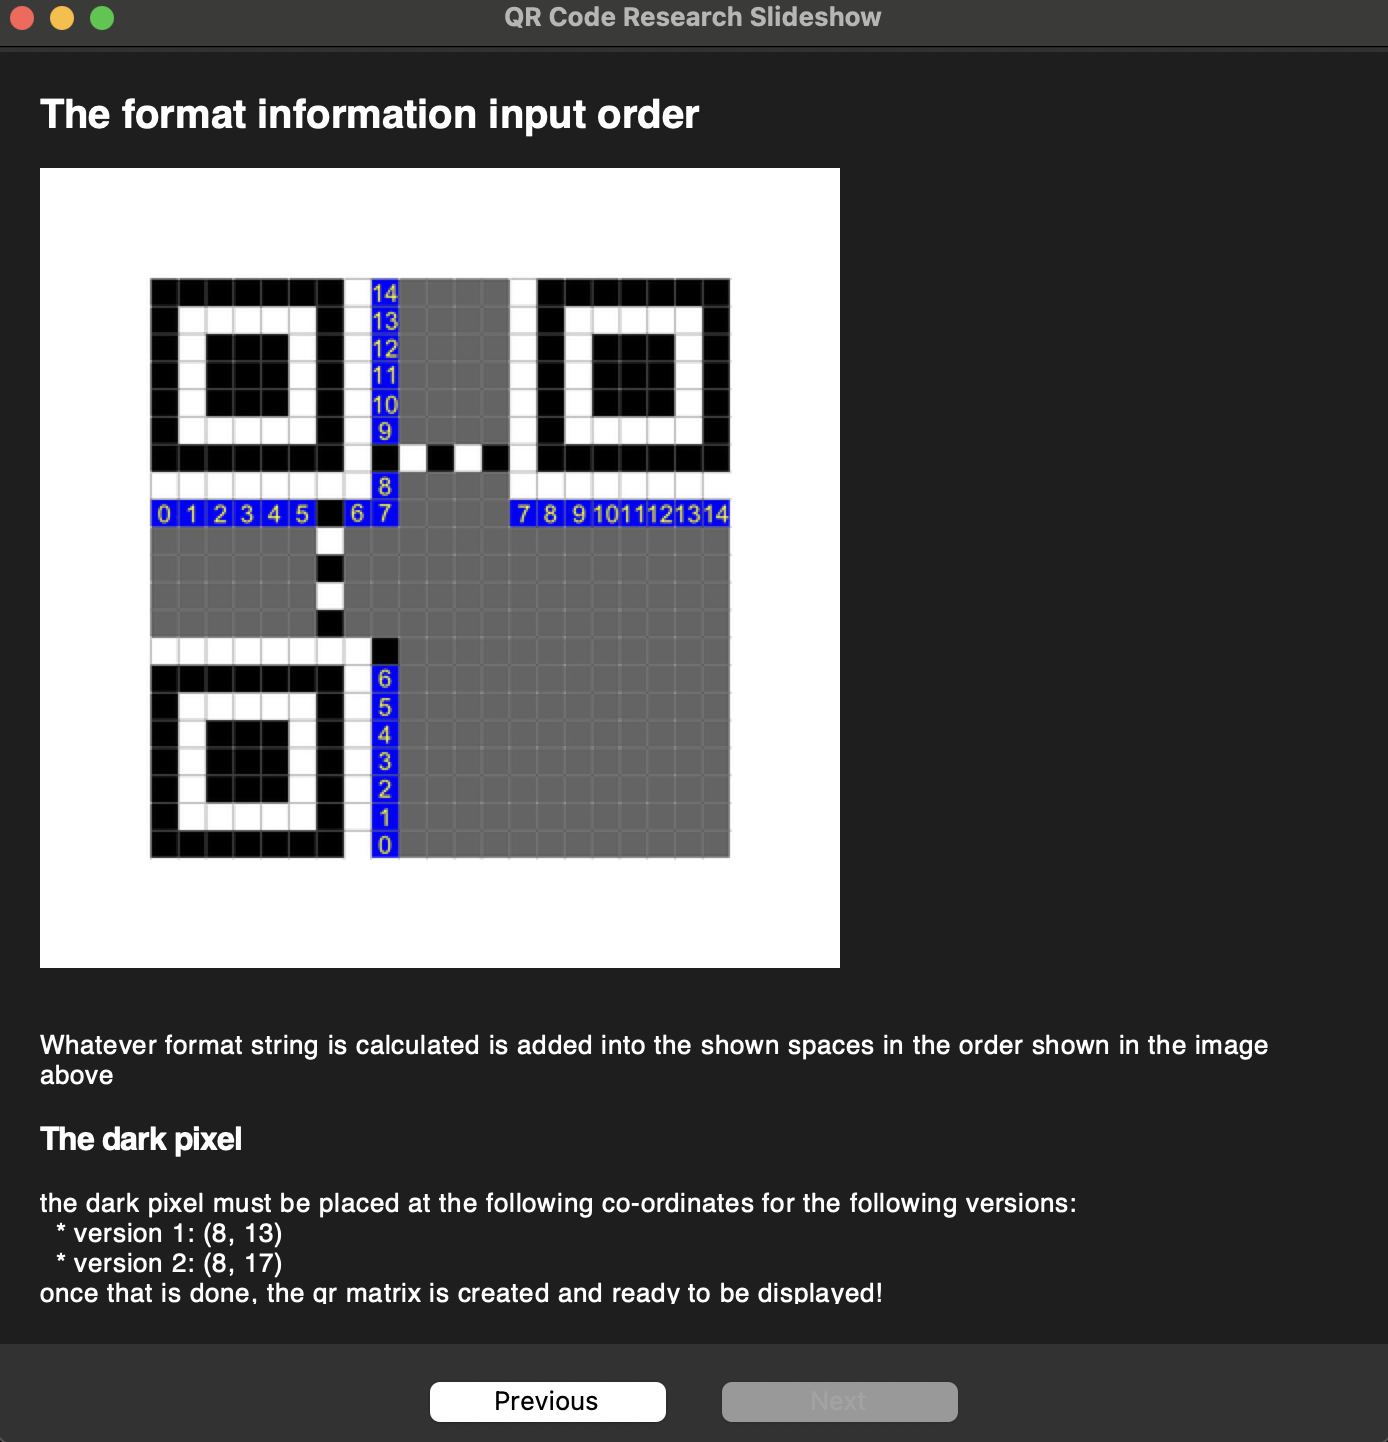 QR Code Research Slideshow
The format information input order
14
13
12
11
10
9
8
0 1 2 3 4 5 6 7 7 8 9 10 11 12 13 14
6
5
4
3
2
1
0
Whatever format string is calculated is added into the shown spaces in the order shown in the image
above
The dark pixel
the dark pixel must be placed at the following co-ordinates for the following versions:
* version 1: (8, 13)
* version 2: (8, 17)
once that is done, the qr matrix is created and ready to be displayed!
Previous Next